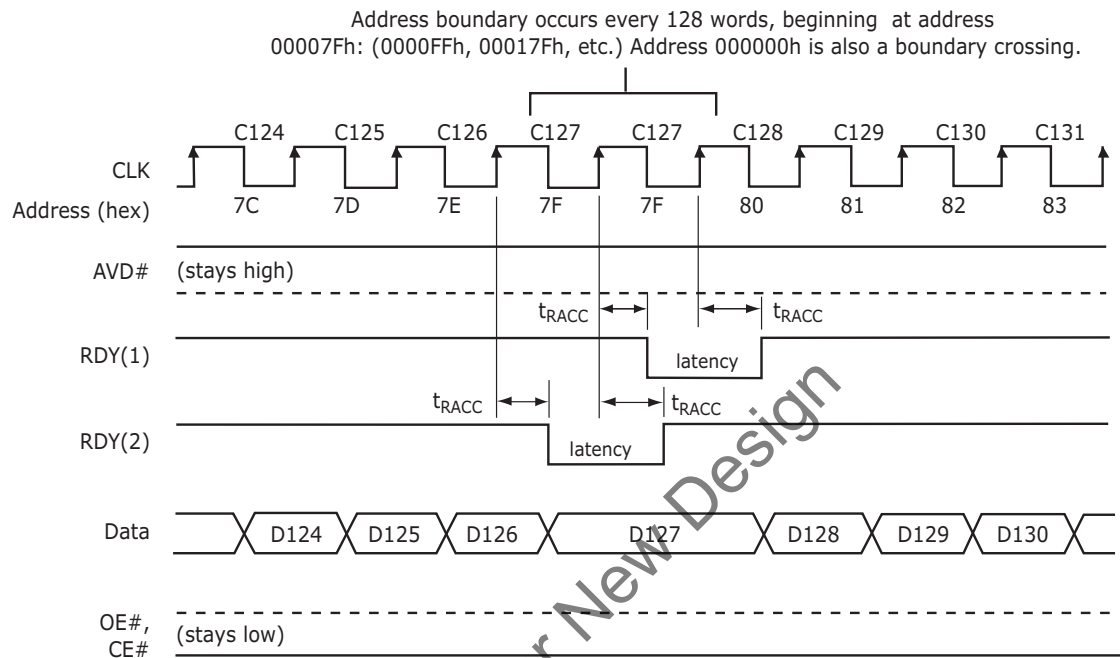 Address boundary occurs every 128 words, beginning at address
00007Fh: (0000FFh, 00017Fh, etc.) Address 000000h is also a boundary crossing.
C124 C125 C126 C127 C127 C128 C129 C130 C131
CLK
Address (hex) 7C 7D 7E 7F 7F 80 81 82 83
AVD# (stays high)
tRACC tRACC
RDY(1) latency
tRACC tRACC
RDY(2) latency
Data D124 D125 D126 D127 D128 D129 D130
OE#,
CE# (stays low)
r New Design